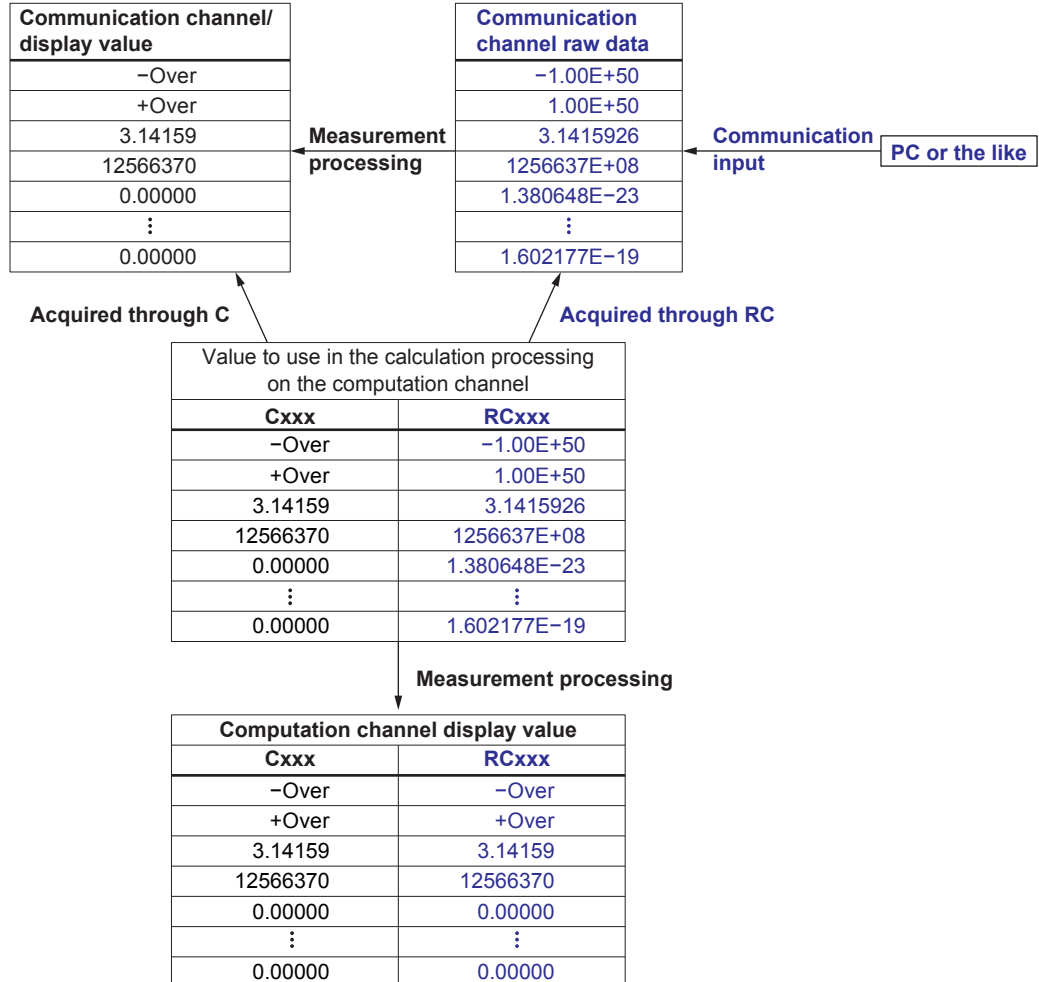 Communication channel/
display value
−Over
+Over
3.14159
12566370
0.00000
⋮
0.00000
Measurement
processing
Communication
channel raw data
−1.00E+50
1.00E+50
3.1415926
1256637E+08
1.380648E−23
⋮
1.602177E−19
Communication
input
PC or the like
Acquired through C
Acquired through RC
Value to use in the calculation processing
on the computation channel
Cxxx RCxxx
−Over −1.00E+50
+Over 1.00E+50
3.14159 3.1415926
12566370 1256637E+08
0.00000 1.380648E−23
⋮ ⋮
0.00000 1.602177E−19
Measurement processing
Computation channel display value
Cxxx RCxxx
−Over −Over
+Over +Over
3.14159 3.14159
12566370 12566370
0.00000 0.00000
⋮ ⋮
0.00000 0.00000